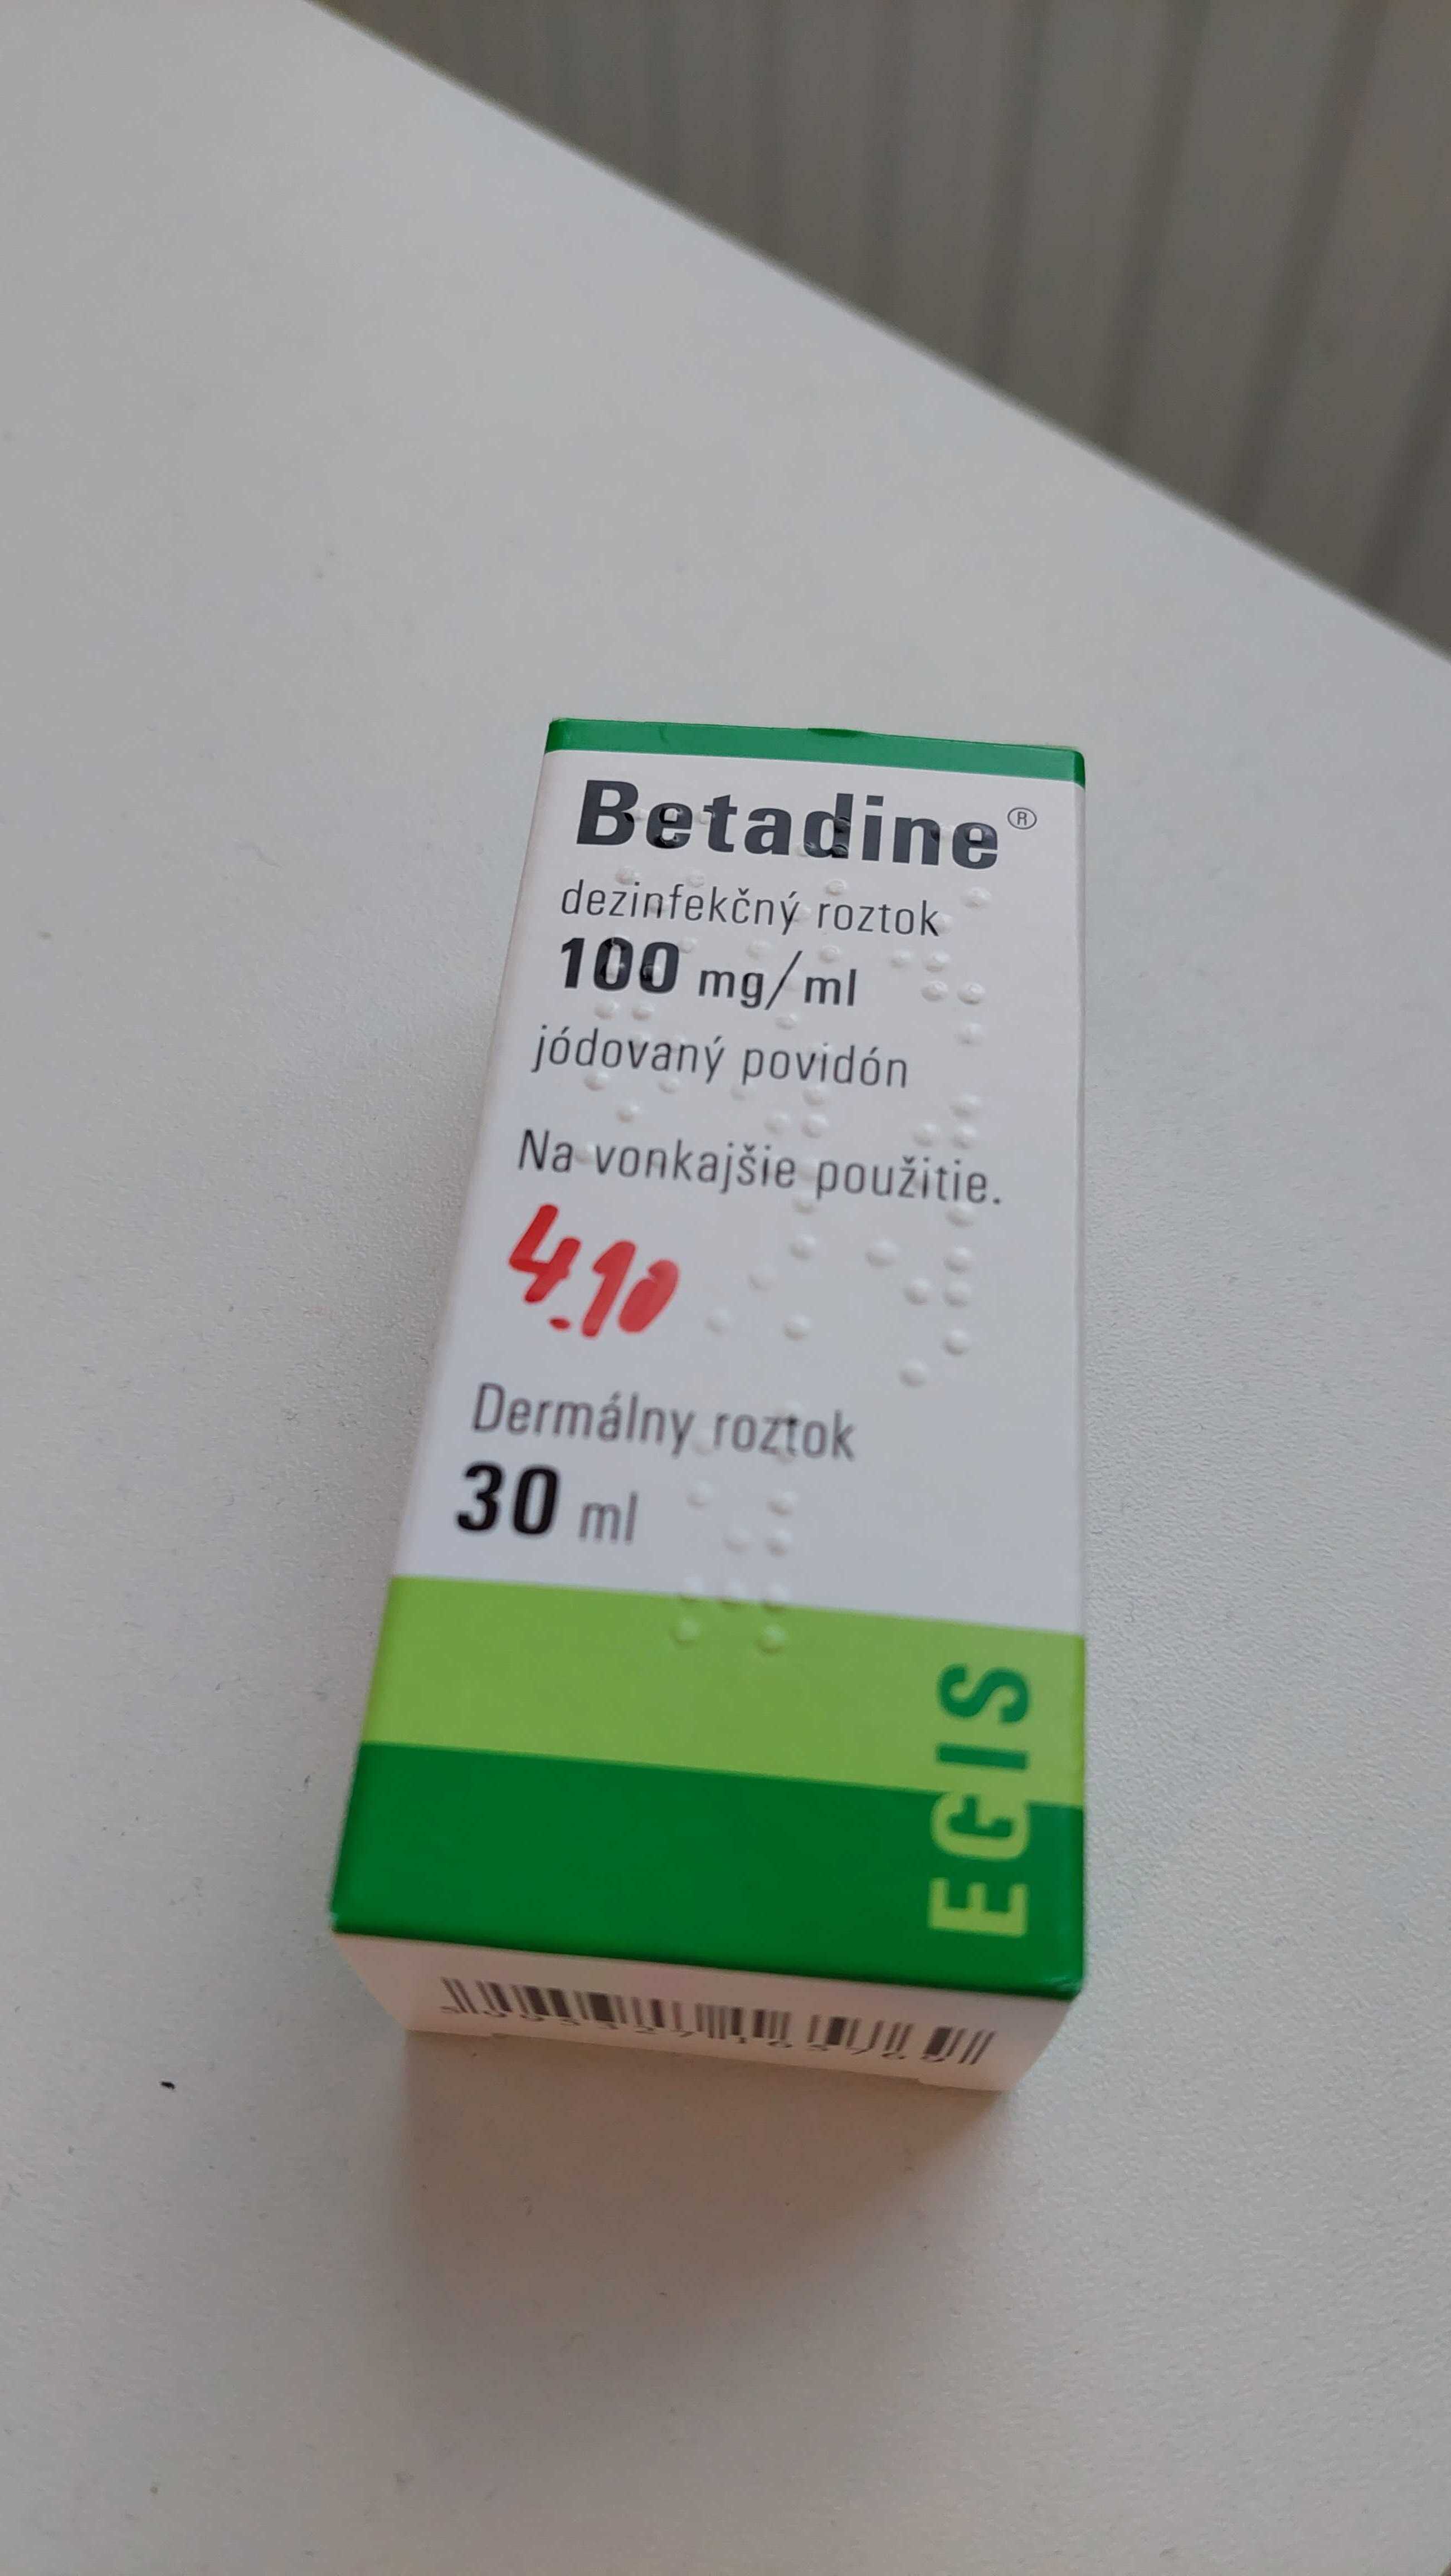 Betadine®
dezinfekčný roztok
100 mg/ml
jódovaný povidón
Na vonkajšie použitie.
4.10
Dermálny roztok
30 ml
EGIS